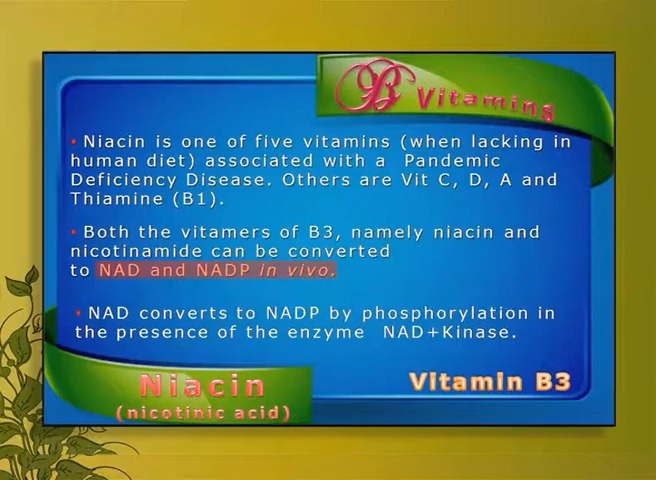 B Vitamins
• Niacin is one of five vitamins (when lacking in
human diet) associated with a Pandemic
Deficiency Disease. Others are Vit C, D, A and
Thiamine (B1).
• Both the vitamers of B3, namely niacin and
nicotinamide can be converted
to NAD and NADP in vivo.
• NAD converts to NADP by phosphorylation in
the presence of the enzyme NAD+Kinase.
Niacin
(nicotinic acid)
Vitamin B3